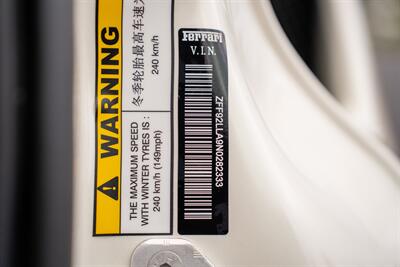 WARNING
冬季轮胎最高车速为
240 km/h
THE MAXIMUM SPEED
WITH WINTER TYRES IS :
240 km/h (149mph)
Ferrari
V.I.N.
ZFF92LLA9N0282333